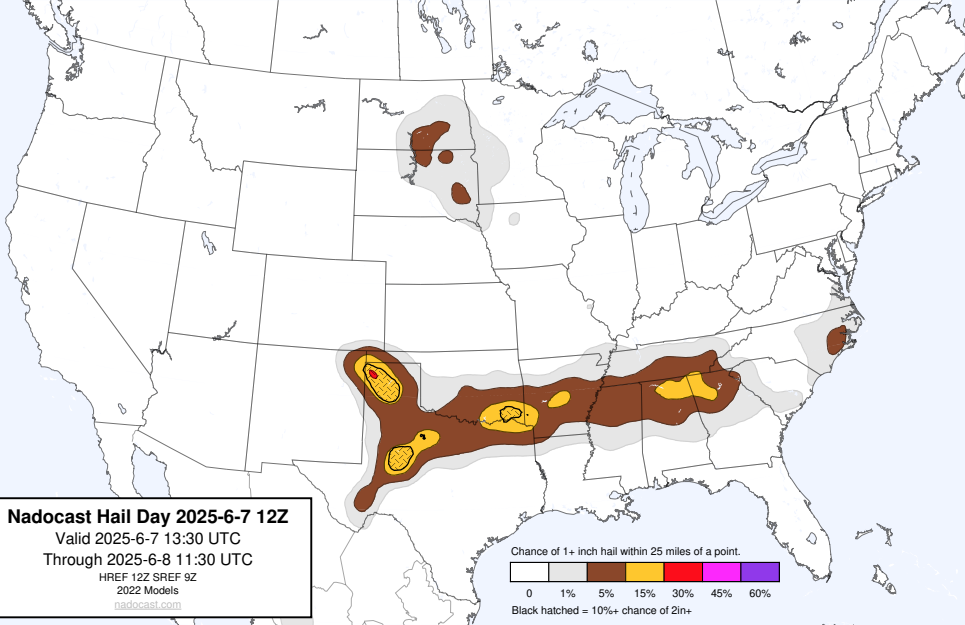 Nadocast Hail Day 2025-6-7 12Z
Valid 2025-6-7 13:30 UTC
Through 2025-6-8 11:30 UTC
HREF 12Z SREF 9Z
2022 Models
nadocast.com
Chance of 1+ inch hail within 25 miles of a point.
0 1% 5% 15% 30% 45% 60%
Black hatched = 10%+ chance of 2in+